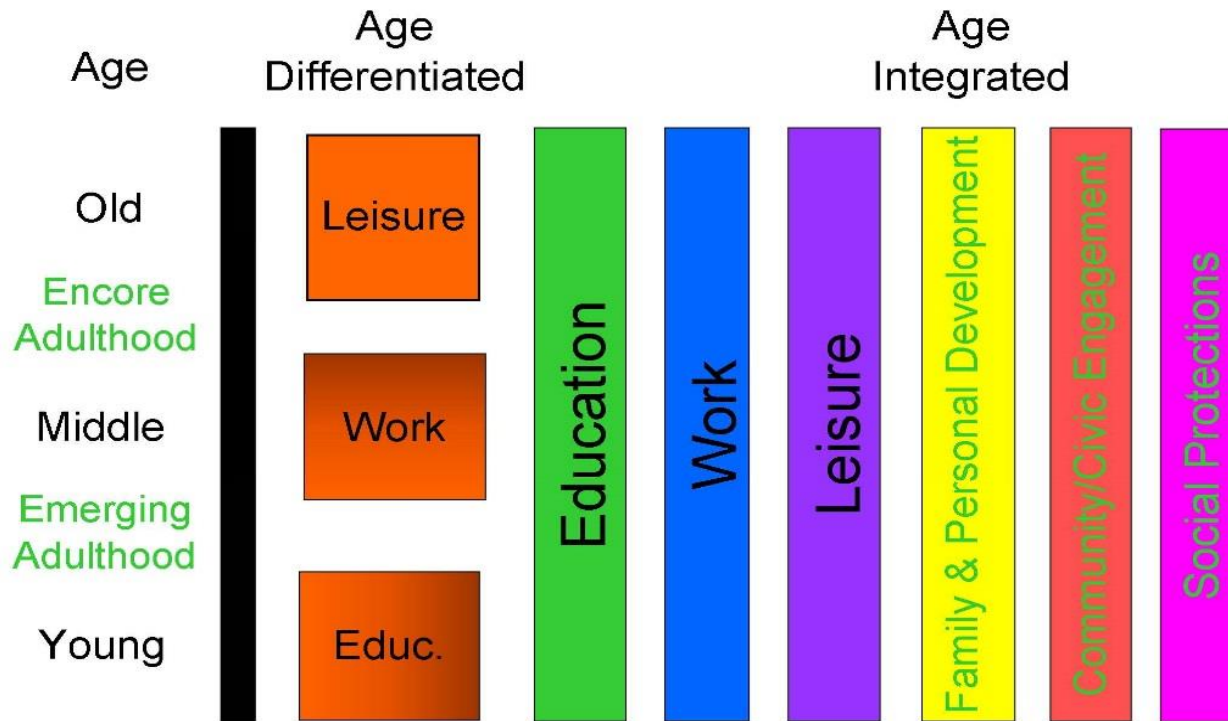 Age
Age
Differentiated
Age
Integrated
Old
Encore
Adulthood
Middle
Emerging
Adulthood
Young
Leisure
Work
Educ.
Education
Work
Leisure
Family & Personal Development
Community/Civic Engagement
Social Protections